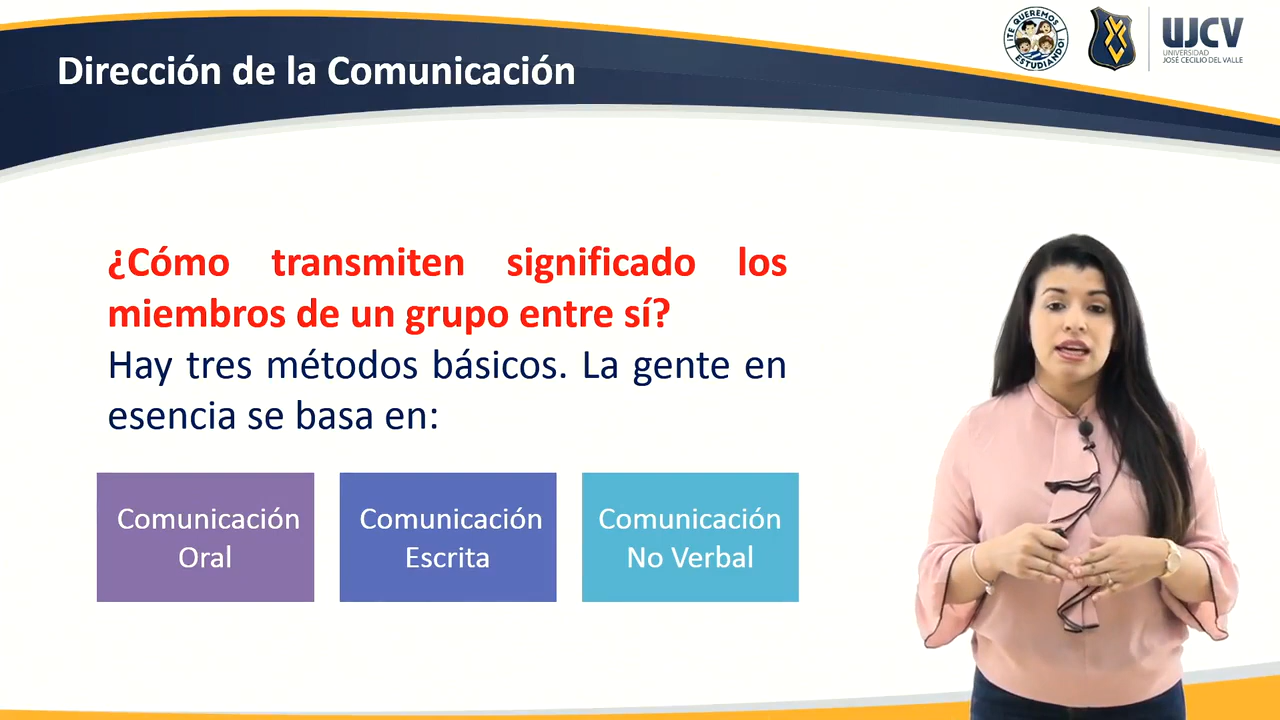 Dirección de la Comunicación
¡TE QUEREMOS
ESTUDIANDO!
UJCV
UNIVERSIDAD
JOSÉ CECILIO DEL VALLE
¿Cómo transmiten significado los
miembros de un grupo entre sí?
Hay tres métodos básicos. La gente en
esencia se basa en:
Comunicación
Oral
Comunicación
Escrita
Comunicación
No Verbal